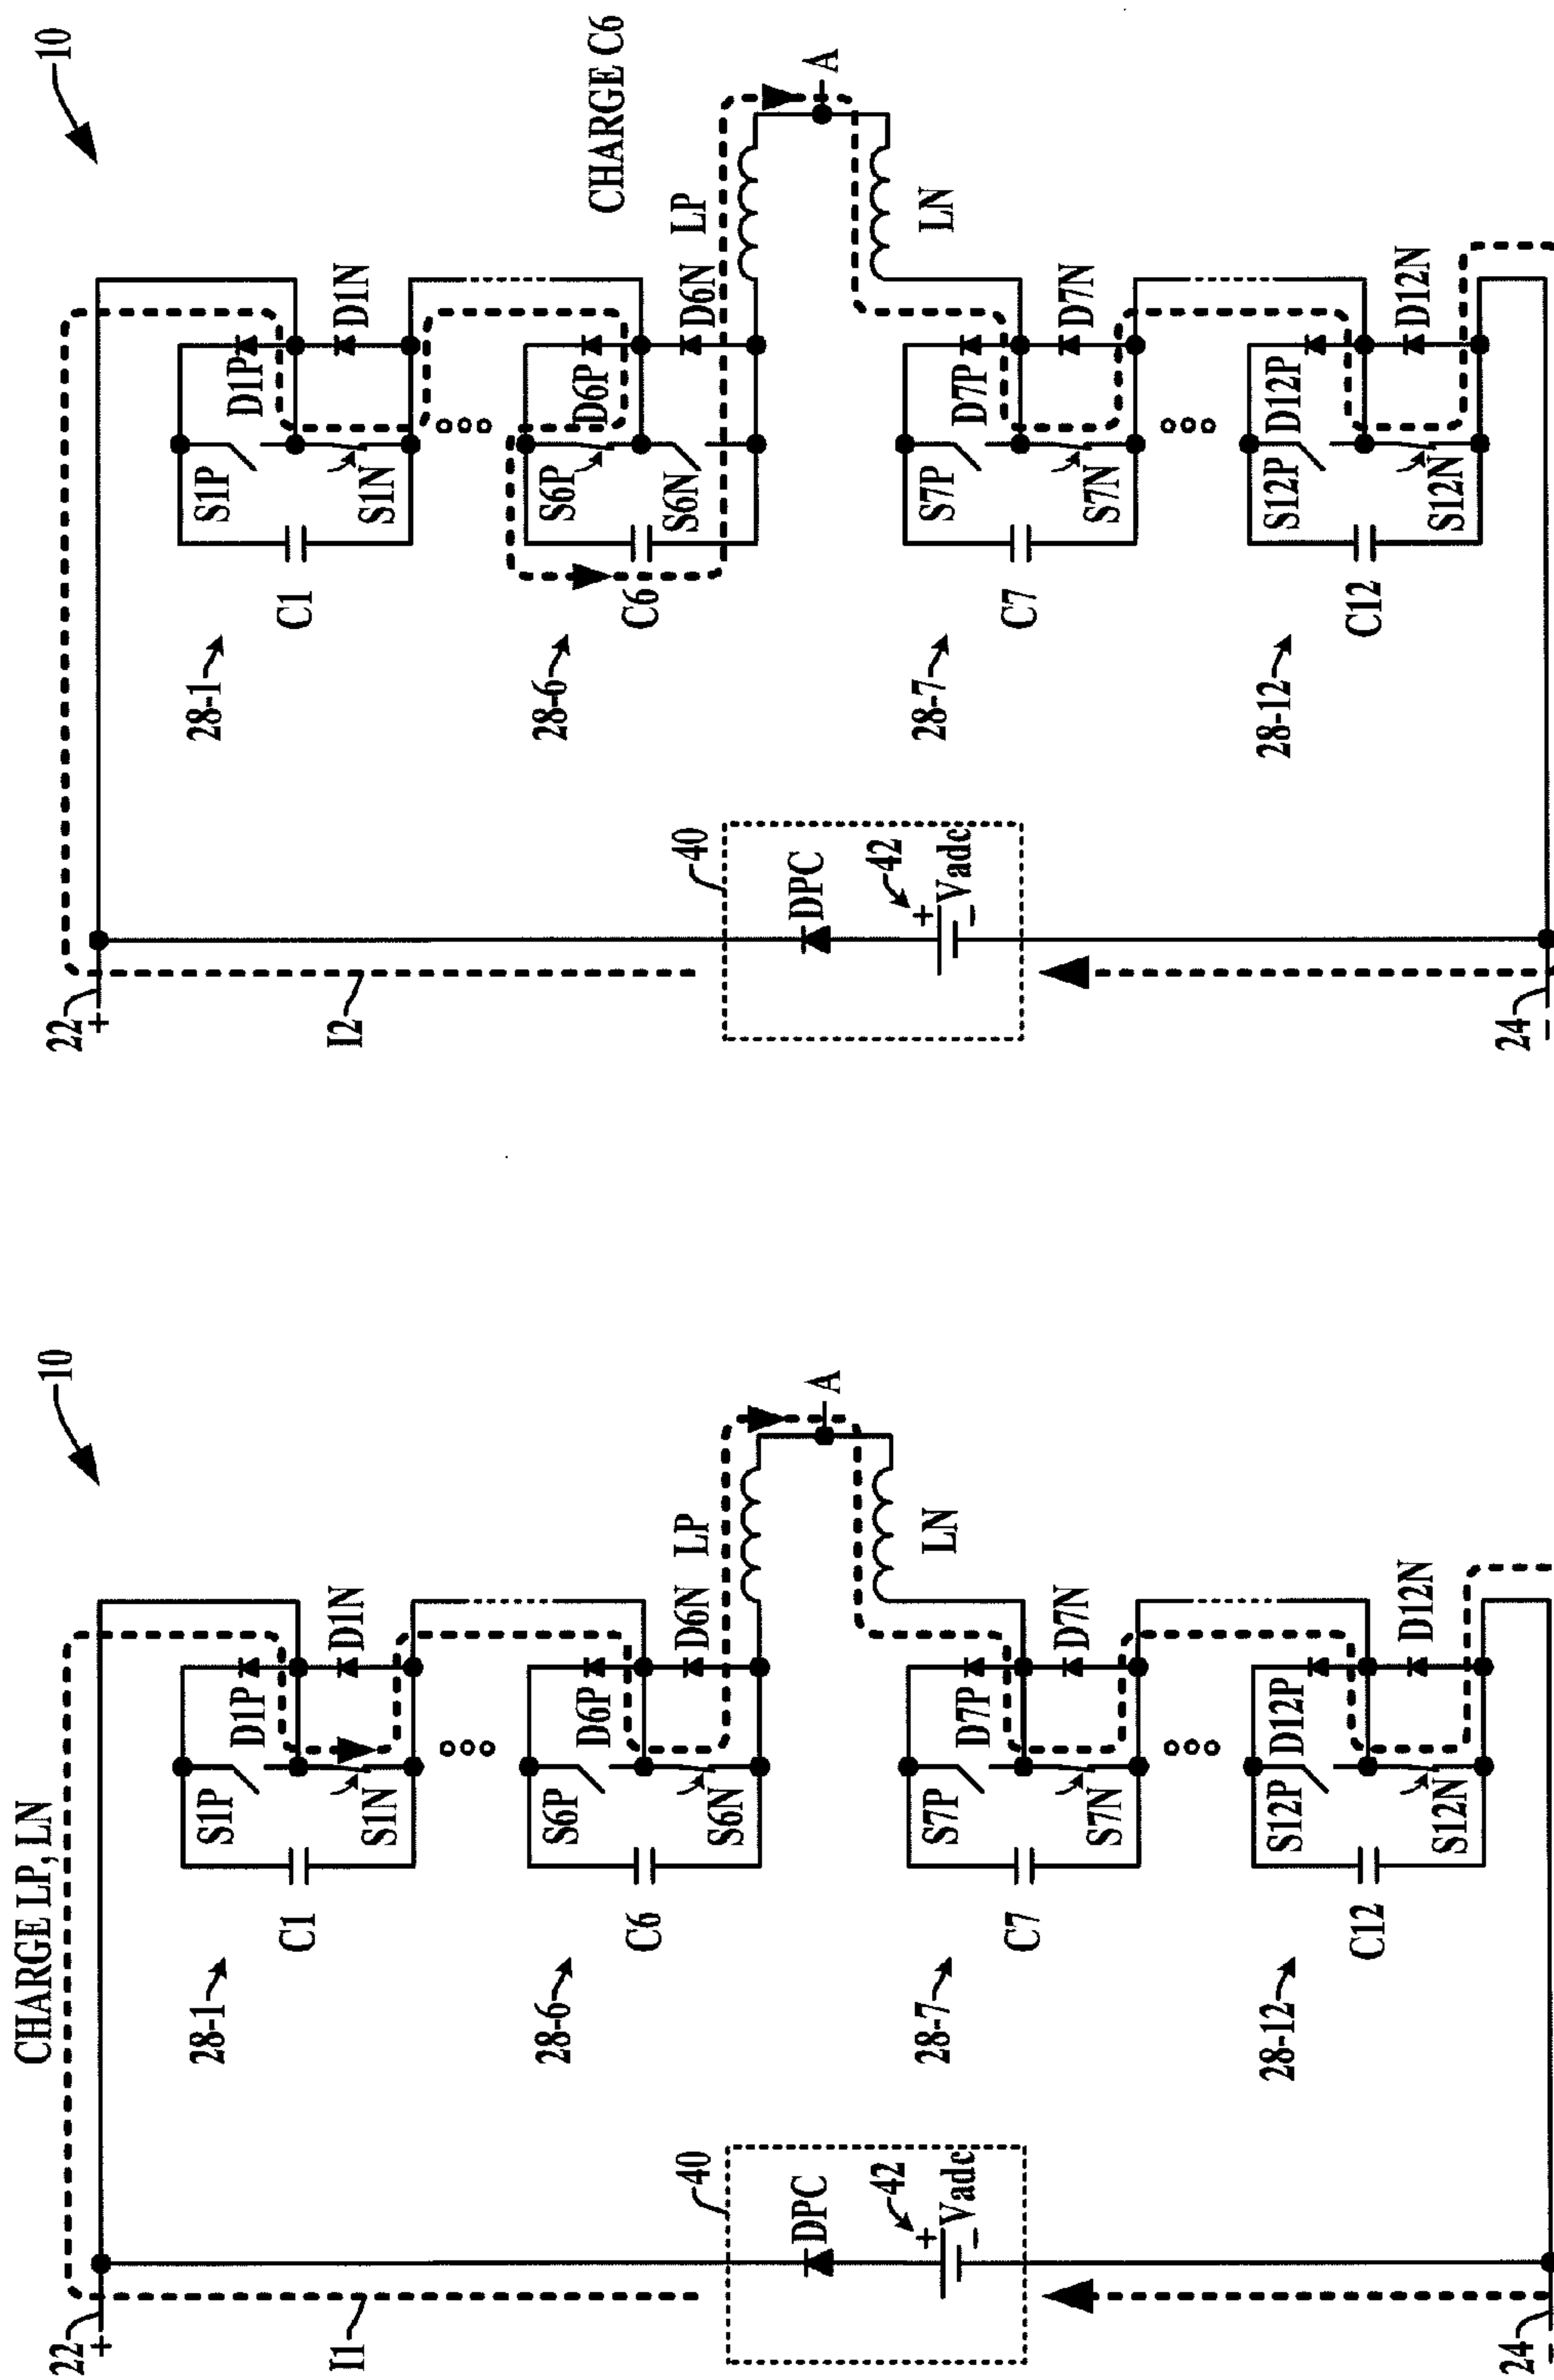 CHARGE LP, LN
10
22
+
I1
40
DPC
42
+
Vadc
−
24
−
28-1
C1
S1P
D1P
S1N
D1N
28-6
C6
S6P
D6P
S6N
D6N
LP
A
LN
28-7
C7
S7P
D7P
S7N
D7N
28-12
C12
S12P
D12P
S12N
D12N
10
CHARGE C6
22
+
I2
40
DPC
42
+
Vadc
−
24
−
28-1
C1
S1P
D1P
S1N
D1N
28-6
C6
S6P
D6P
S6N
D6N
LP
A
LN
28-7
C7
S7P
D7P
S7N
D7N
28-12
C12
S12P
D12P
S12N
D12N